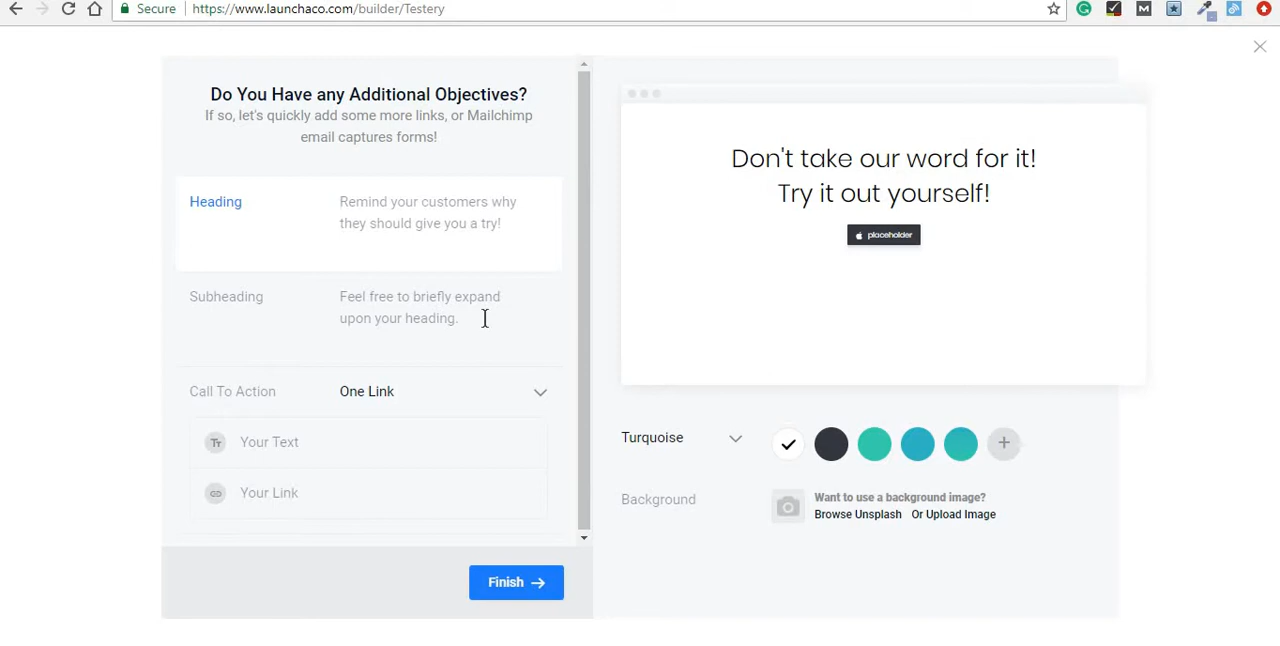 Secure
https://www.launchaco.com/builder/Testery
Do You Have any Additional Objectives?
If so, let's quickly add some more links, or Mailchimp
email captures forms!
Heading
Remind your customers why
they should give you a try!
Subheading
Feel free to briefly expand
upon your heading.
Call To Action
One Link
Tт Your Text
Your Link
Finish
Don't take our word for it!
Try it out yourself!
placeholder
Turquoise
Background
Want to use a background image?
Browse Unsplash Or Upload Image